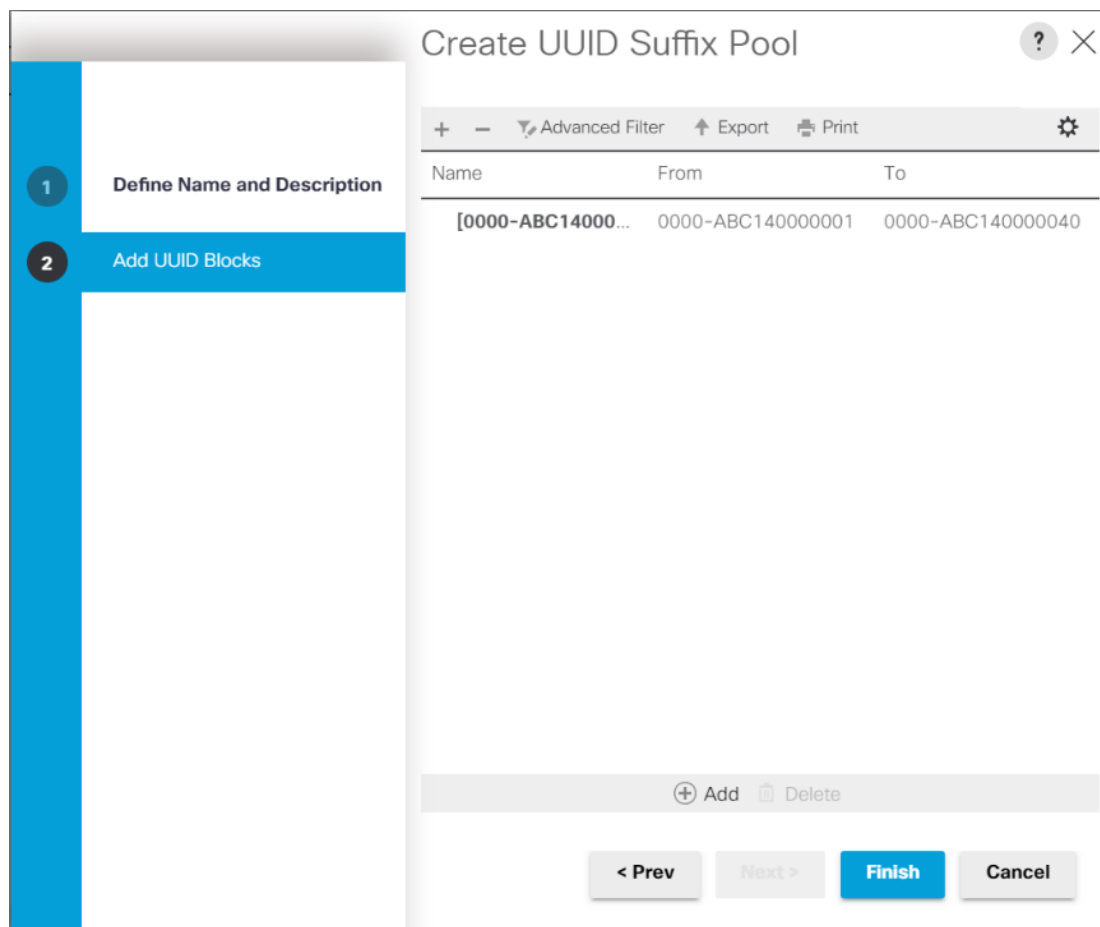 Create UUID Suffix Pool
?
+ − Advanced Filter Export Print
Name From To
[0000-ABC14000... 0000-ABC140000001 0000-ABC140000040
1 Define Name and Description
2 Add UUID Blocks
Add Delete
< Prev Next > Finish Cancel